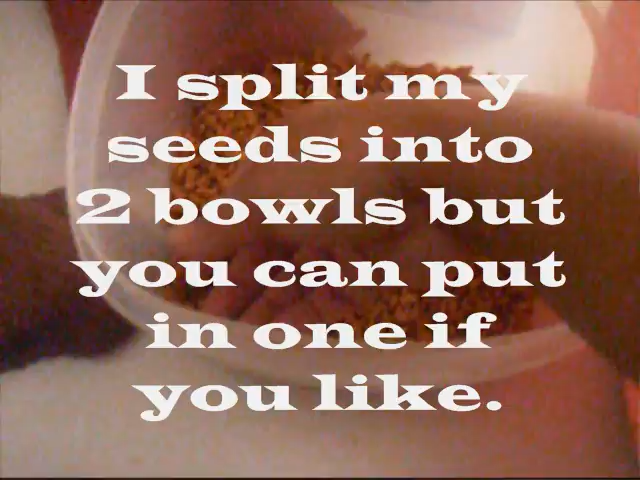 I split my
seeds into
2 bowls but
you can put
in one if
you like.